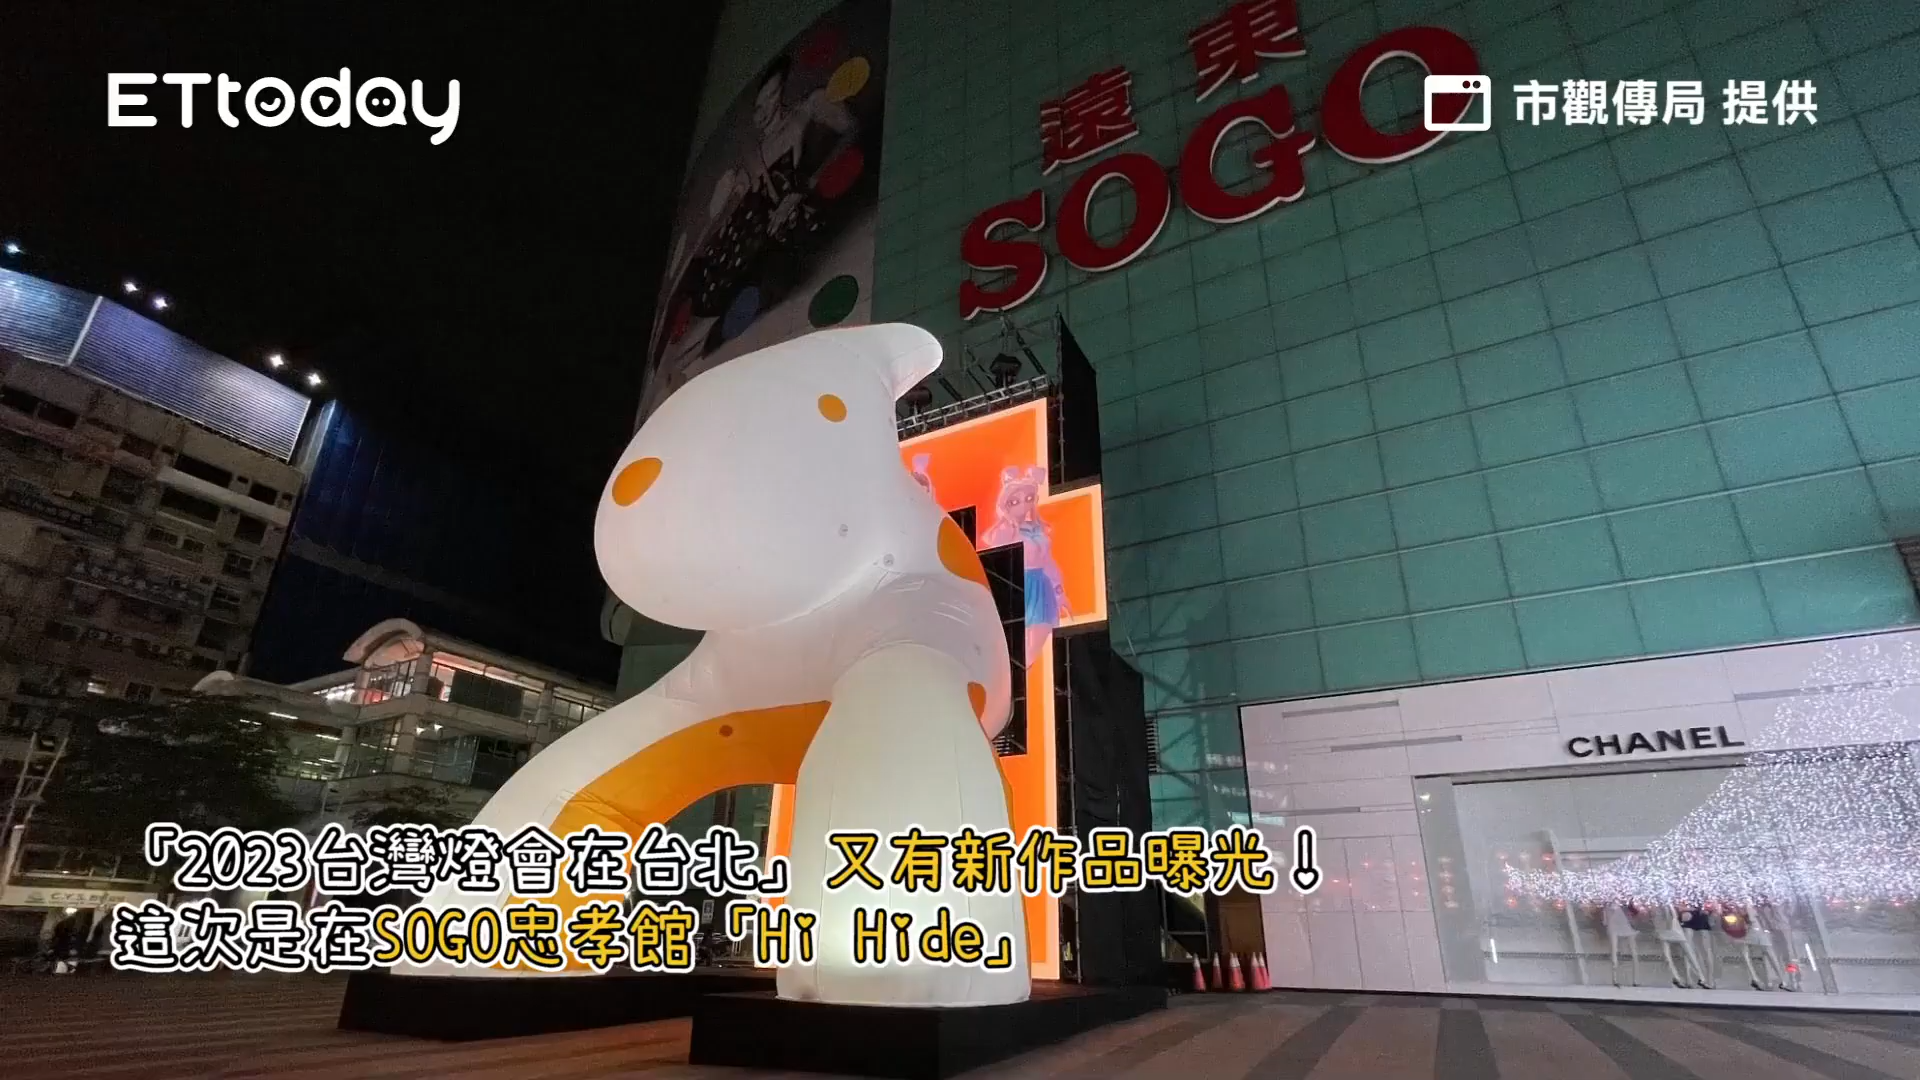 ETtoday
市觀傳局 提供
遠東
SOGO
CHANEL
「2023台灣燈會在台北」又有新作品曝光！
這次是在SOGO忠孝館「Hi Hide」